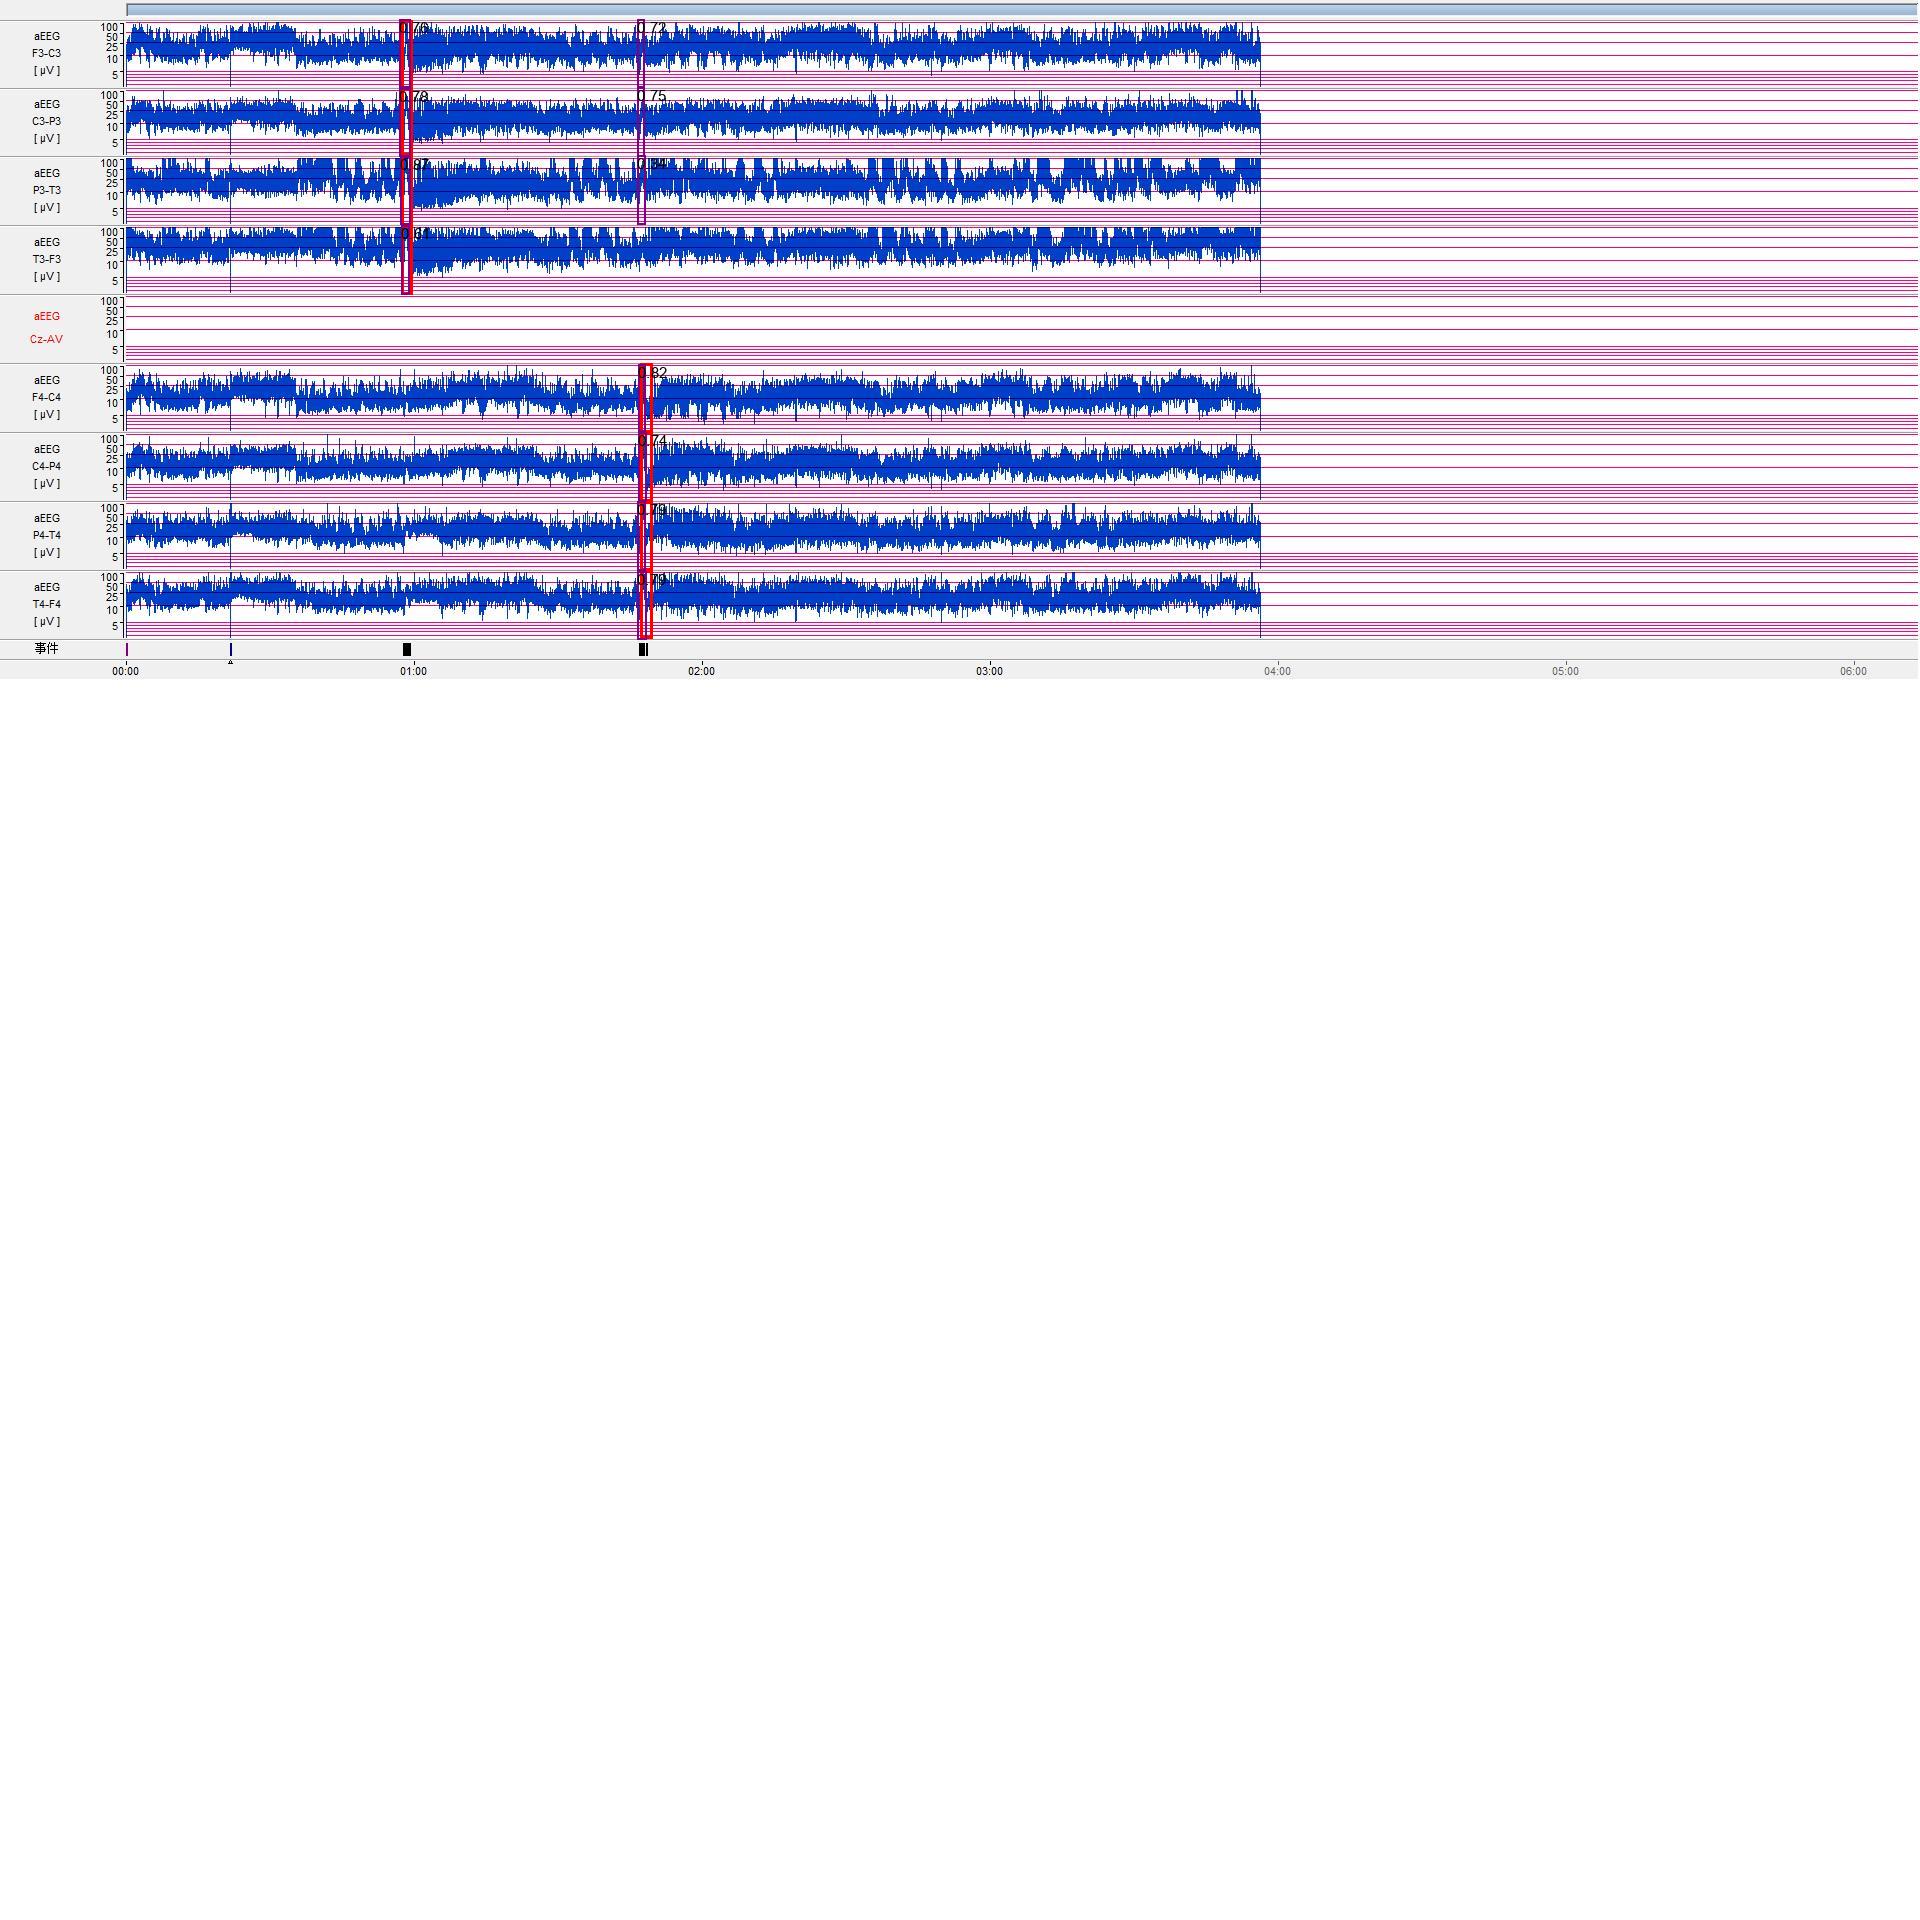 aEEG
F3-C3
[ µV ]
100
50
25
10
5
0.76
0.72
aEEG
C3-P3
[ µV ]
100
50
25
10
5
0.78
0.75
aEEG
P3-T3
[ µV ]
100
50
25
10
5
0.87
0.84
aEEG
T3-F3
[ µV ]
100
50
25
10
5
0.81
aEEG
Cz-AV
100
50
25
10
5
aEEG
F4-C4
[ µV ]
100
50
25
10
5
0.82
aEEG
C4-P4
[ µV ]
100
50
25
10
5
0.74
aEEG
P4-T4
[ µV ]
100
50
25
10
5
0.79
aEEG
T4-F4
[ µV ]
100
50
25
10
5
0.79
事件
00:00 01:00 02:00 03:00 04:00 05:00 06:00